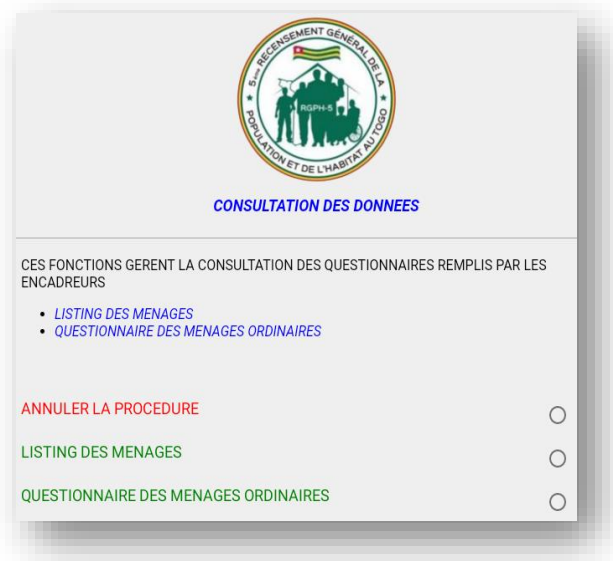 5ème RECENSEMENT GÉNÉRAL DE LA
POPULATION ET DE L'HABITAT AU TOGO
RGPH-5
CONSULTATION DES DONNEES
CES FONCTIONS GERENT LA CONSULTATION DES QUESTIONNAIRES REMPLIS PAR LES
ENCADREURS
• LISTING DES MENAGES
• QUESTIONNAIRE DES MENAGES ORDINAIRES
ANNULER LA PROCEDURE
LISTING DES MENAGES
QUESTIONNAIRE DES MENAGES ORDINAIRES